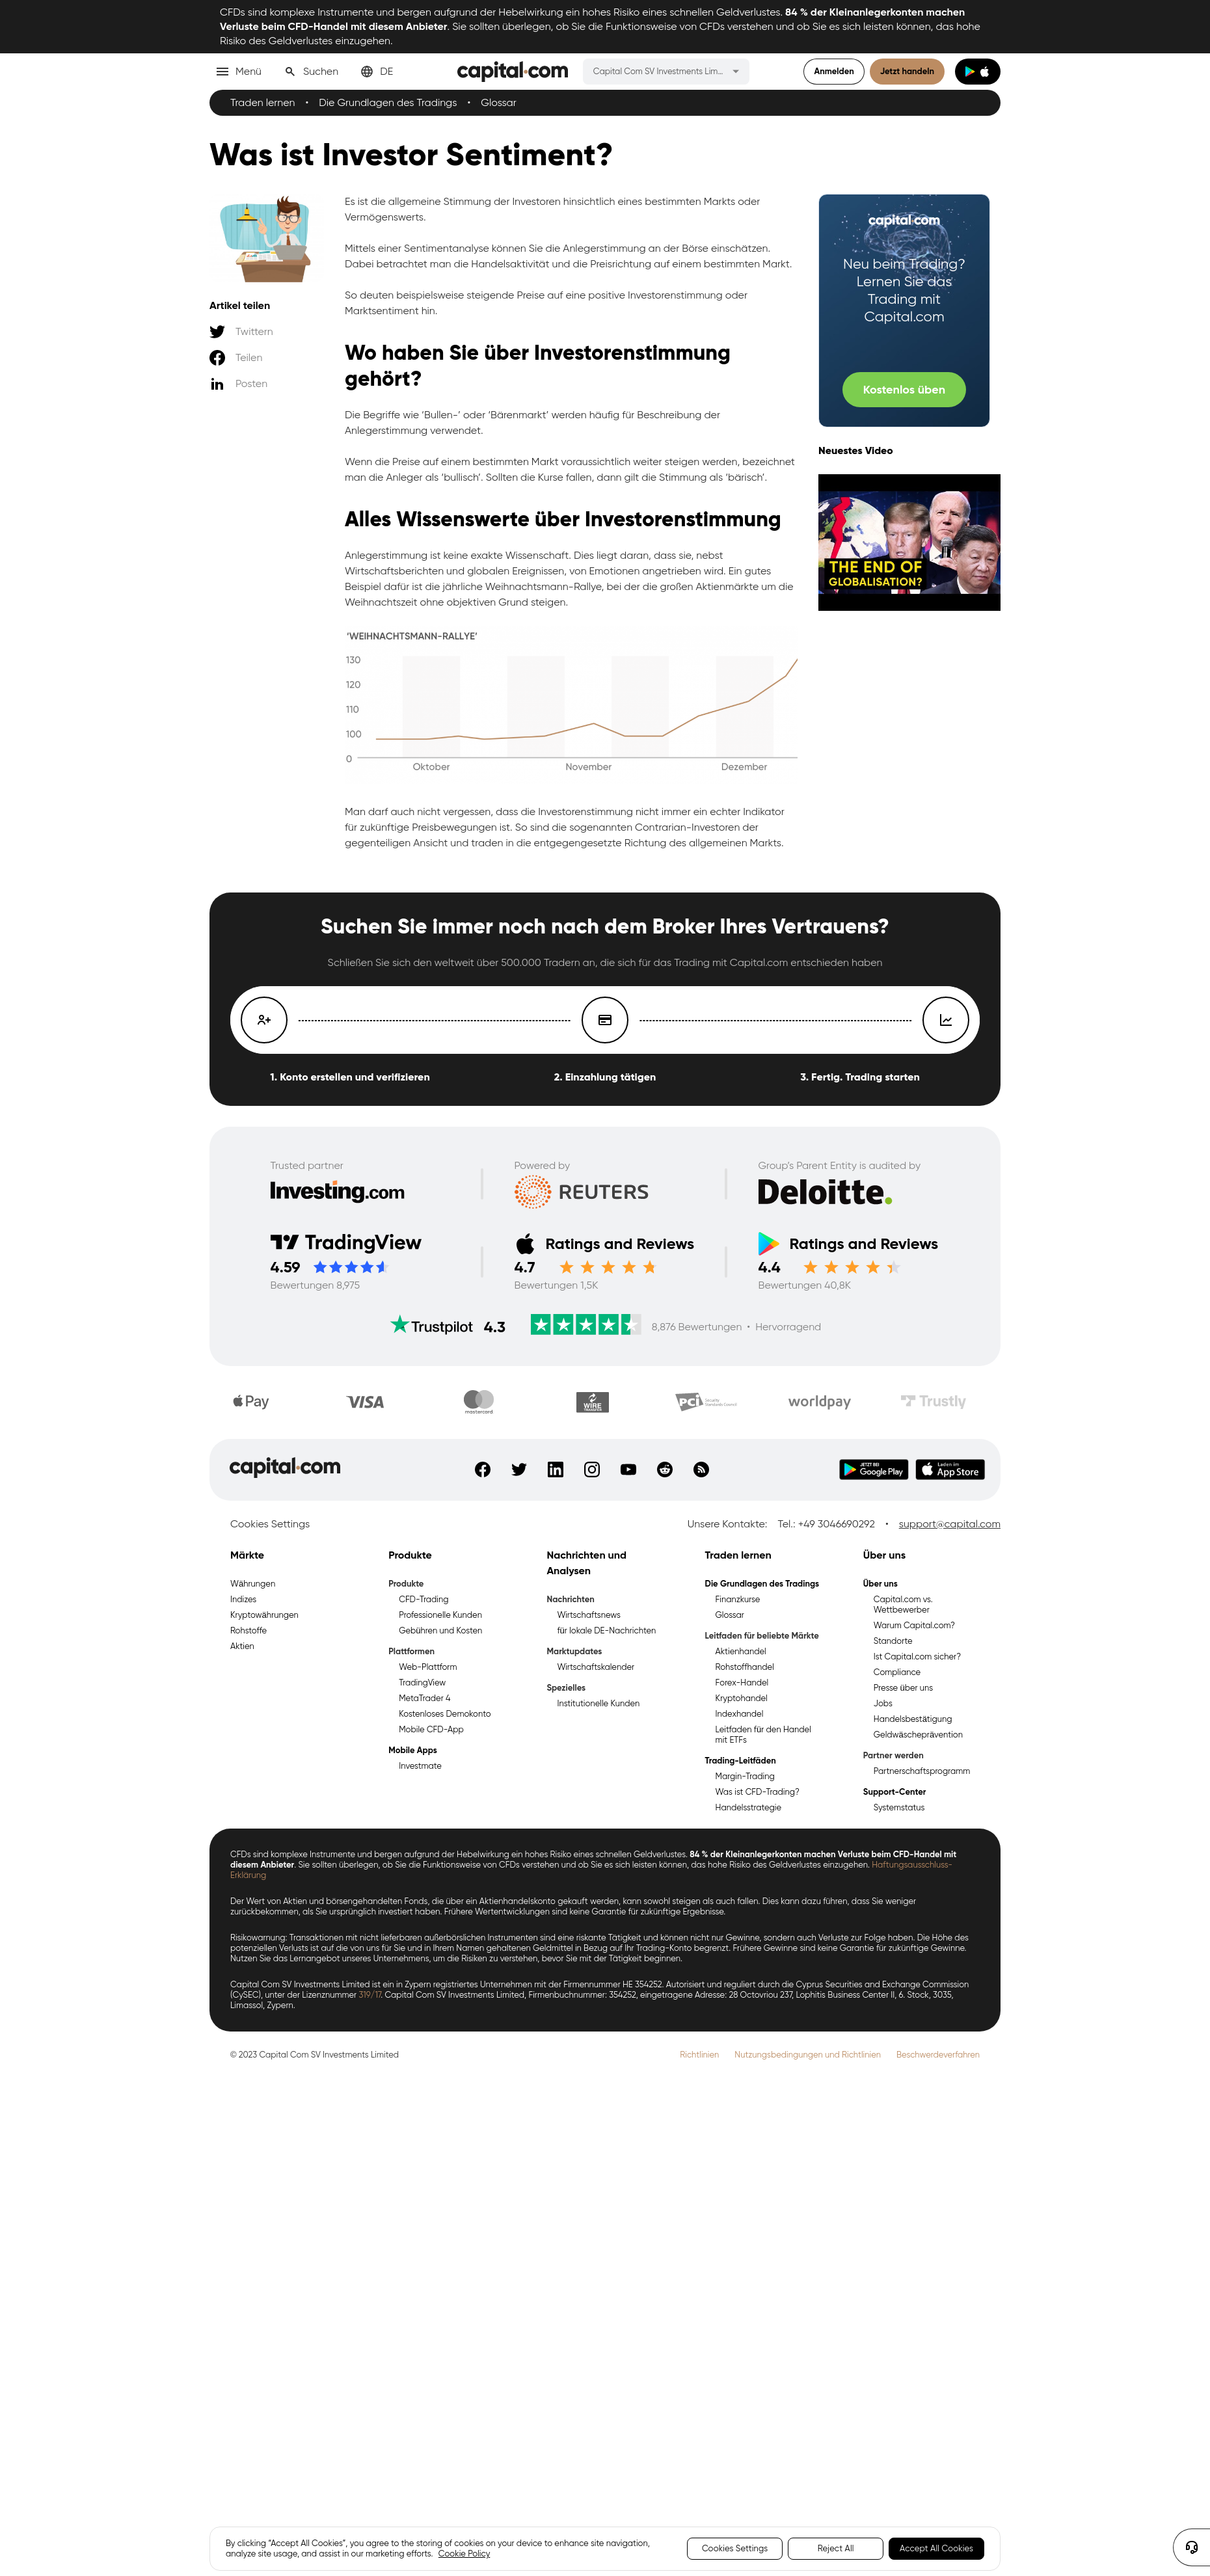 CFDs sind komplexe Instrumente und bergen aufgrund der Hebelwirkung ein hohes Risiko eines schnellen Geldverlustes. 84 % der Kleinanlegerkonten machen
Verluste beim CFD-Handel mit diesem Anbieter. Sie sollten überlegen, ob Sie die Funktionsweise von CFDs verstehen und ob Sie es sich leisten können, das hohe
Risiko des Geldverlustes einzugehen.
Menü Suchen DE capital.com Capital Com SV Investments Lim... Anmelden Jetzt handeln
Traden lernen • Die Grundlagen des Tradings • Glossar
Was ist Investor Sentiment?
Artikel teilen
Twittern
Teilen
Posten
Es ist die allgemeine Stimmung der Investoren hinsichtlich eines bestimmten Markts oder
Vermögenswerts.
Mittels einer Sentimentanalyse können Sie die Anlegerstimmung an der Börse einschätzen.
Dabei betrachtet man die Handelsaktivität und die Preisrichtung auf einem bestimmten Markt.
So deuten beispielsweise steigende Preise auf eine positive Investorenstimmung oder
Marktsentiment hin.
Wo haben Sie über Investorenstimmung
gehört?
Die Begriffe wie ‘Bullen-’ oder ‘Bärenmarkt’ werden häufig für Beschreibung der
Anlegerstimmung verwendet.
Wenn die Preise auf einem bestimmten Markt voraussichtlich weiter steigen werden, bezeichnet
man die Anleger als ‘bullisch’. Sollten die Kurse fallen, dann gilt die Stimmung als ‘bärisch’.
Alles Wissenswerte über Investorenstimmung
Anlegerstimmung ist keine exakte Wissenschaft. Dies liegt daran, dass sie, nebst
Wirtschaftsberichten und globalen Ereignissen, von Emotionen angetrieben wird. Ein gutes
Beispiel dafür ist die jährliche Weihnachtsmann-Rallye, bei der die großen Aktienmärkte um die
Weihnachtszeit ohne objektiven Grund steigen.
‘WEIHNACHTSMANN-RALLYE’
130
120
110
100
0
Oktober November Dezember
Man darf auch nicht vergessen, dass die Investorenstimmung nicht immer ein echter Indikator
für zukünftige Preisbewegungen ist. So sind die sogenannten Contrarian-Investoren der
gegenteiligen Ansicht und traden in die entgegengesetzte Richtung des allgemeinen Markts.
capital.com
Neu beim Trading?
Lernen Sie das
Trading mit
Capital.com
Kostenlos üben
Neuestes Video
THE END OF
GLOBALISATION?
Suchen Sie immer noch nach dem Broker Ihres Vertrauens?
Schließen Sie sich den weltweit über 500.000 Tradern an, die sich für das Trading mit Capital.com entschieden haben
1. Konto erstellen und verifizieren 2. Einzahlung tätigen 3. Fertig. Trading starten
Trusted partner Powered by Group's Parent Entity is audited by
Investing.com REUTERS Deloitte.
TradingView Ratings and Reviews Ratings and Reviews
4.59 4.7 4.4
Bewertungen 8,975 Bewertungen 1,5K Bewertungen 40,8K
Trustpilot 4.3 8,876 Bewertungen • Hervorragend
Pay VISA mastercard WIRE TRANSFER PCI Security Standards Council worldpay Trustly
capital.com JETZT BEI Google Play Laden im App Store
Cookies Settings Unsere Kontakte: Tel.: +49 3046690292 • support@capital.com
Märkte
Währungen
Indizes
Kryptowährungen
Rohstoffe
Aktien
Produkte
Produkte
CFD-Trading
Professionelle Kunden
Gebühren und Kosten
Plattformen
Web-Plattform
TradingView
MetaTrader 4
Kostenloses Demokonto
Mobile CFD-App
Mobile Apps
Investmate
Nachrichten und
Analysen
Nachrichten
Wirtschaftsnews
für lokale DE-Nachrichten
Marktupdates
Wirtschaftskalender
Spezielles
Institutionelle Kunden
Traden lernen
Die Grundlagen des Tradings
Finanzkurse
Glossar
Leitfaden für beliebte Märkte
Aktienhandel
Rohstoffhandel
Forex-Handel
Kryptohandel
Indexhandel
Leitfaden für den Handel
mit ETFs
Trading-Leitfäden
Margin-Trading
Was ist CFD-Trading?
Handelsstrategie
Über uns
Über uns
Capital.com vs.
Wettbewerber
Warum Capital.com?
Standorte
Ist Capital.com sicher?
Compliance
Presse über uns
Jobs
Handelsbestätigung
Geldwäscheprävention
Partner werden
Partnerschaftsprogramm
Support-Center
Systemstatus
CFDs sind komplexe Instrumente und bergen aufgrund der Hebelwirkung ein hohes Risiko eines schnellen Geldverlustes. 84 % der Kleinanlegerkonten machen Verluste beim CFD-Handel mit
diesem Anbieter. Sie sollten überlegen, ob Sie die Funktionsweise von CFDs verstehen und ob Sie es sich leisten können, das hohe Risiko des Geldverlustes einzugehen. Haftungsausschluss-
Erklärung
Der Wert von Aktien und börsengehandelten Fonds, die über ein Aktienhandelskonto gekauft werden, kann sowohl steigen als auch fallen. Dies kann dazu führen, dass Sie weniger
zurückbekommen, als Sie ursprünglich investiert haben. Frühere Wertentwicklungen sind keine Garantie für zukünftige Ergebnisse.
Risikowarnung: Transaktionen mit nicht lieferbaren außerbörslichen Instrumenten sind eine riskante Tätigkeit und können nicht nur Gewinne, sondern auch Verluste zur Folge haben. Die Höhe des
potenziellen Verlusts ist auf die von uns für Sie und in Ihrem Namen gehaltenen Geldmittel in Bezug auf Ihr Trading-Konto begrenzt. Frühere Gewinne sind keine Garantie für zukünftige Gewinne.
Nutzen Sie das Lernangebot unseres Unternehmens, um die Risiken zu verstehen, bevor Sie mit der Tätigkeit beginnen.
Capital Com SV Investments Limited ist ein in Zypern registriertes Unternehmen mit der Firmennummer HE 354252. Autorisiert und reguliert durch die Cyprus Securities and Exchange Commission
(CySEC), unter der Lizenznummer 319/17. Capital Com SV Investments Limited, Firmenbuchnummer: 354252, eingetragene Adresse: 28 Octovriou 237, Lophitis Business Center II, 6. Stock, 3035,
Limassol, Zypern.
© 2023 Capital Com SV Investments Limited Richtlinien Nutzungsbedingungen und Richtlinien Beschwerdeverfahren
By clicking “Accept All Cookies”, you agree to the storing of cookies on your device to enhance site navigation,
analyze site usage, and assist in our marketing efforts. Cookie Policy
Cookies Settings Reject All Accept All Cookies